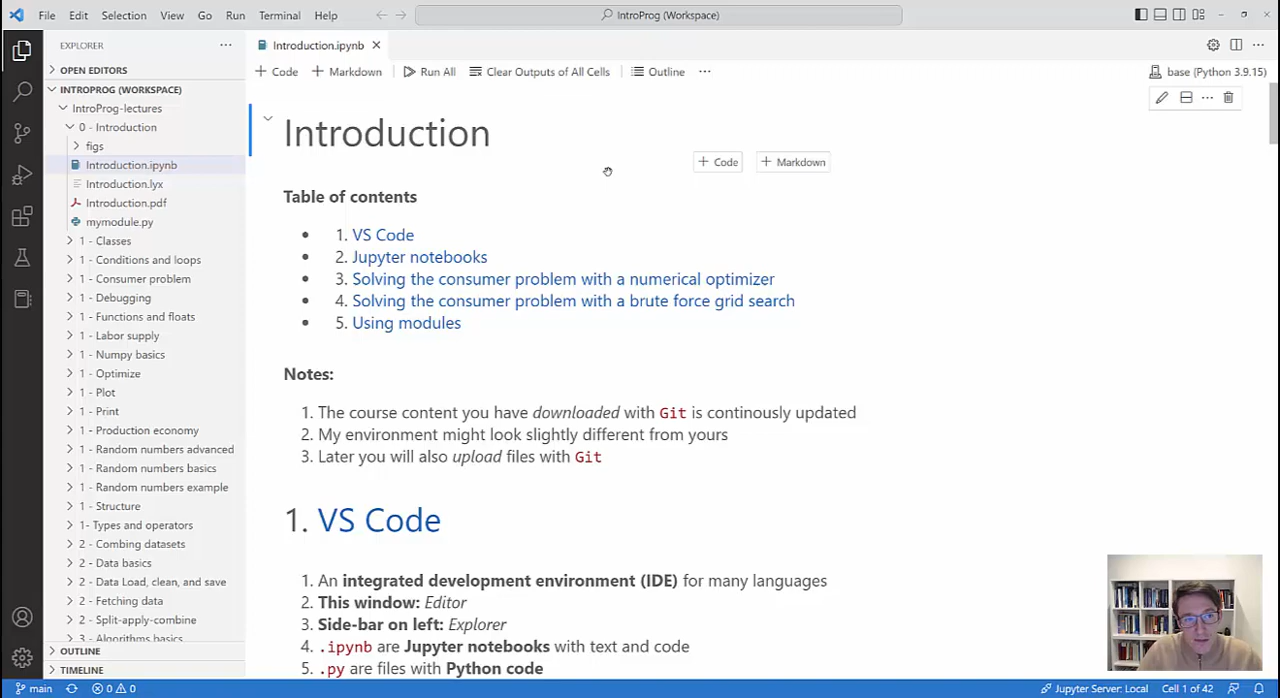 File Edit Selection View Go Run Terminal Help IntroProg (Workspace)
EXPLORER
Introduction.ipynb
OPEN EDITORS
INTROPROG (WORKSPACE)
IntroProg-lectures
0 - Introduction
figs
Introduction.ipynb
Introduction.lyx
Introduction.pdf
mymodule.py
1 - Classes
1 - Conditions and loops
1 - Consumer problem
1 - Debugging
1 - Functions and floats
1 - Labor supply
1 - Numpy basics
1 - Optimize
1 - Plot
1 - Print
1 - Production economy
1 - Random numbers advanced
1 - Random numbers basics
1 - Random numbers example
1 - Structure
1- Types and operators
2 - Combing datasets
2 - Data basics
2 - Data Load, clean, and save
2 - Fetching data
2 - Split-apply-combine
3 - Algorithms basics
OUTLINE
TIMELINE
+ Code + Markdown Run All Clear Outputs of All Cells Outline ... base (Python 3.9.15)
Introduction
+ Code + Markdown
Table of contents
• 1. VS Code
• 2. Jupyter notebooks
• 3. Solving the consumer problem with a numerical optimizer
• 4. Solving the consumer problem with a brute force grid search
• 5. Using modules
Notes:
1. The course content you have downloaded with Git is continously updated
2. My environment might look slightly different from yours
3. Later you will also upload files with Git
1. VS Code
1. An integrated development environment (IDE) for many languages
2. This window: Editor
3. Side-bar on left: Explorer
4. .ipynb are Jupyter notebooks with text and code
5. .py are files with Python code
main 0 0 Jupyter Server: Local Cell 1 of 42